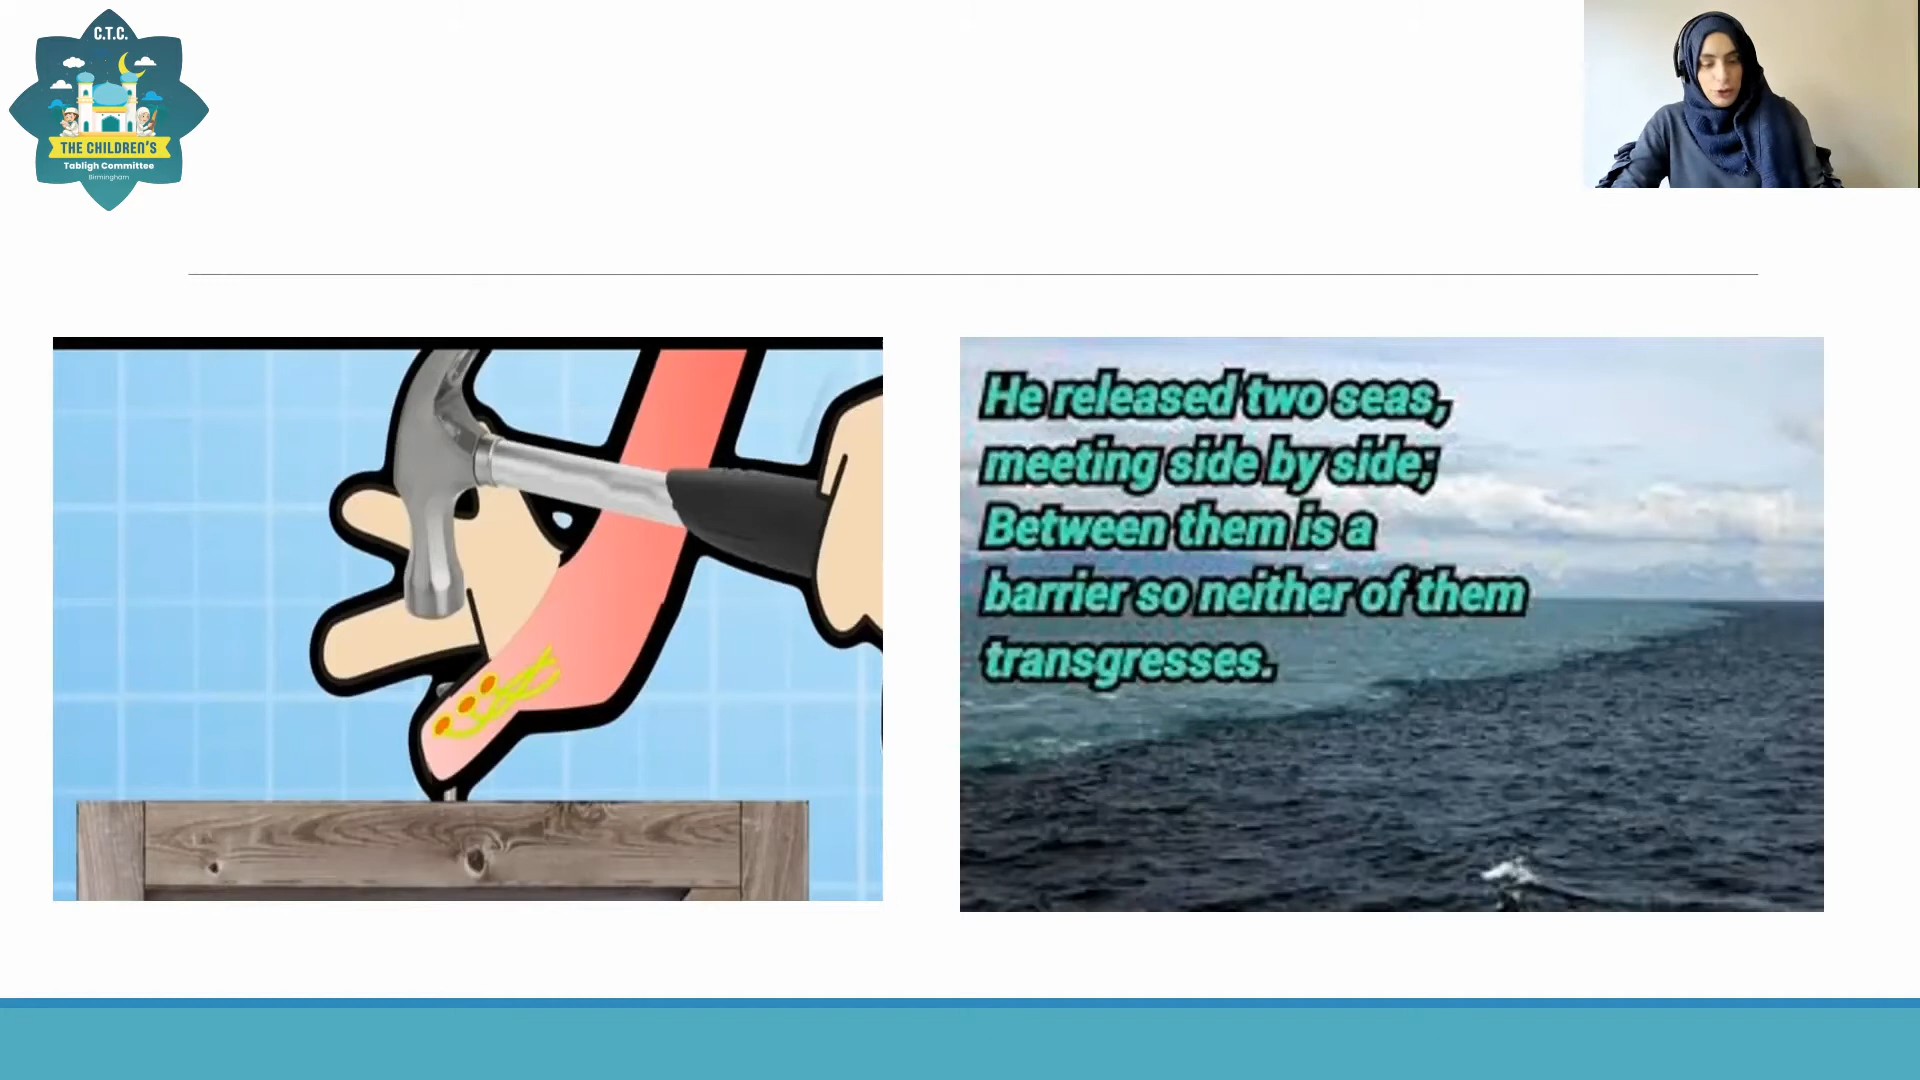 C.T.C.
THE CHILDREN'S
Tabligh Committee
Birmingham
He released two seas,
meeting side by side;
Between them is a
barrier so neither of them
transgresses.